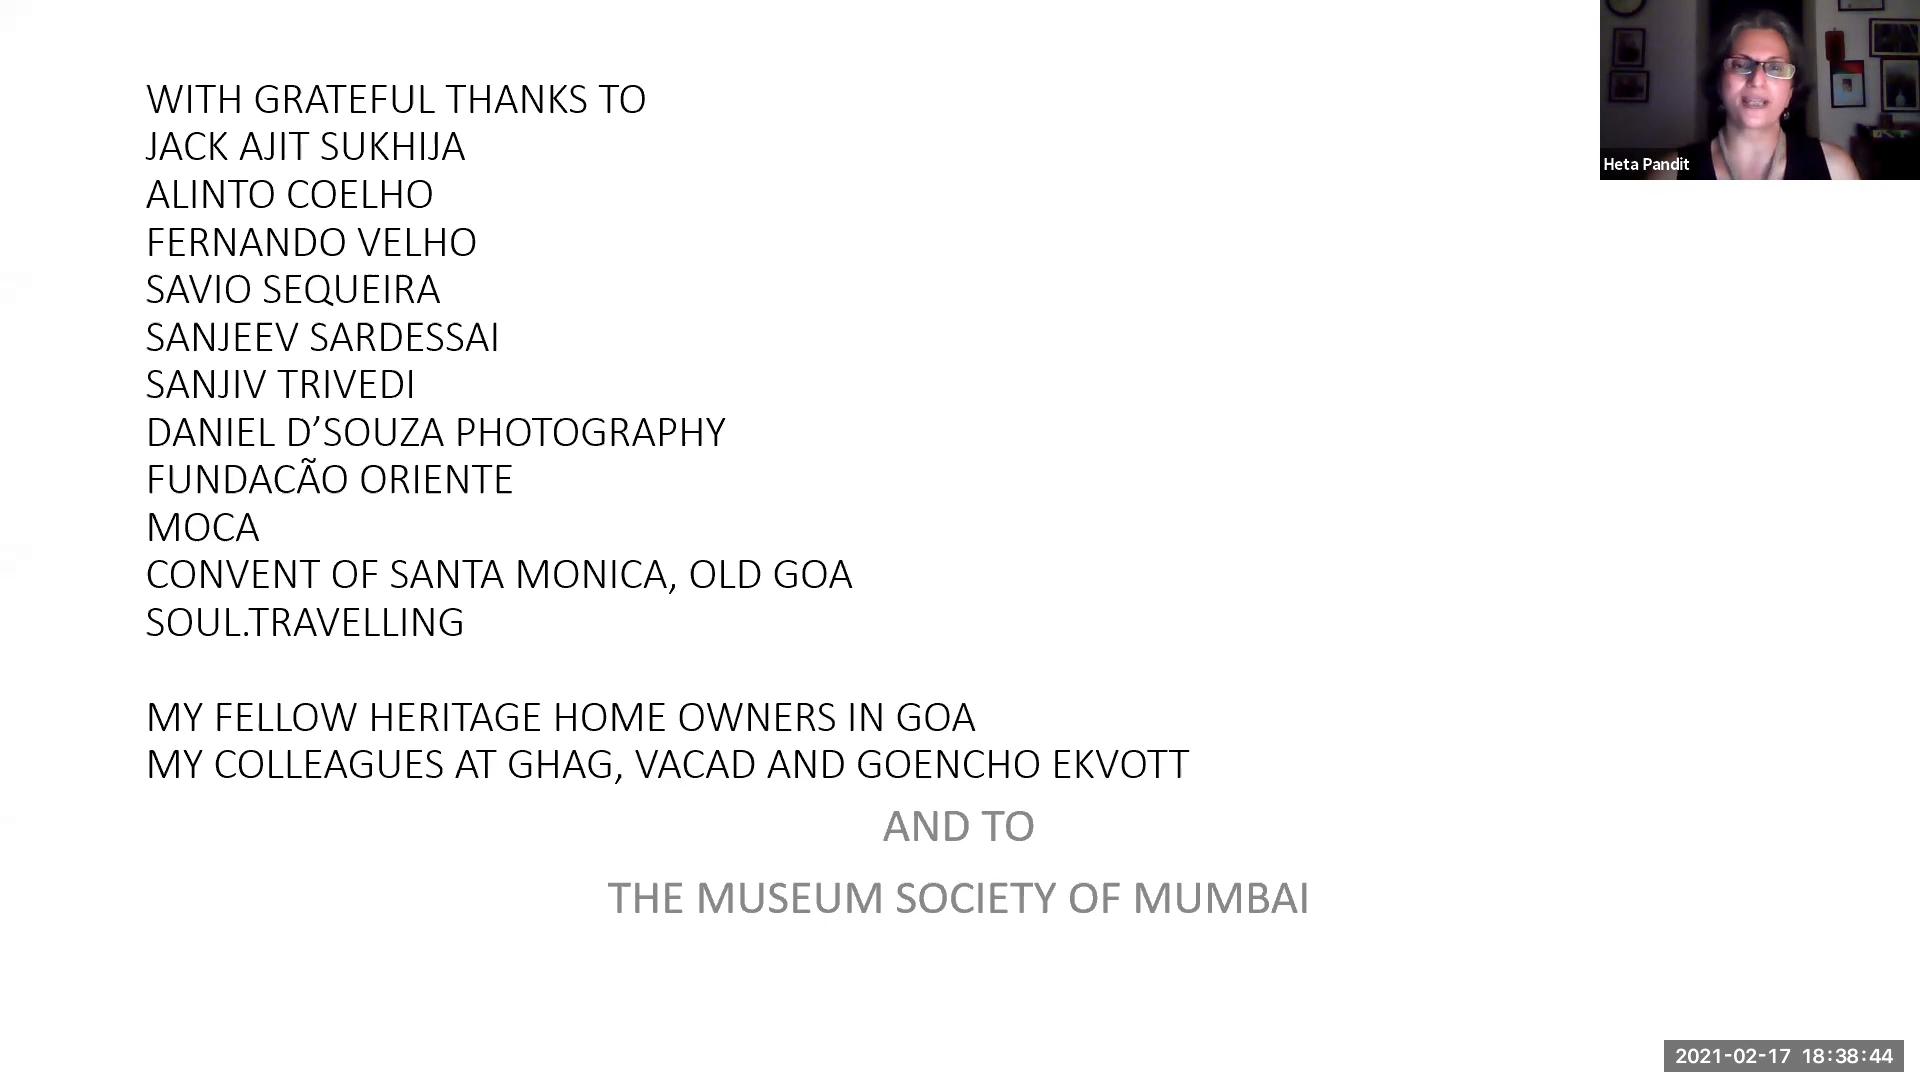 WITH GRATEFUL THANKS TO
JACK AJIT SUKHIJA
ALINTO COELHO
FERNANDO VELHO
SAVIO SEQUEIRA
SANJEEV SARDESSAI
SANJIV TRIVEDI
DANIEL D’SOUZA PHOTOGRAPHY
FUNDACÃO ORIENTE
MOCA
CONVENT OF SANTA MONICA, OLD GOA
SOUL.TRAVELLING
MY FELLOW HERITAGE HOME OWNERS IN GOA
MY COLLEAGUES AT GHAG, VACAD AND GOENCHO EKVOTT
AND TO
THE MUSEUM SOCIETY OF MUMBAI
Heta Pandit
2021-02-17 18:38:44